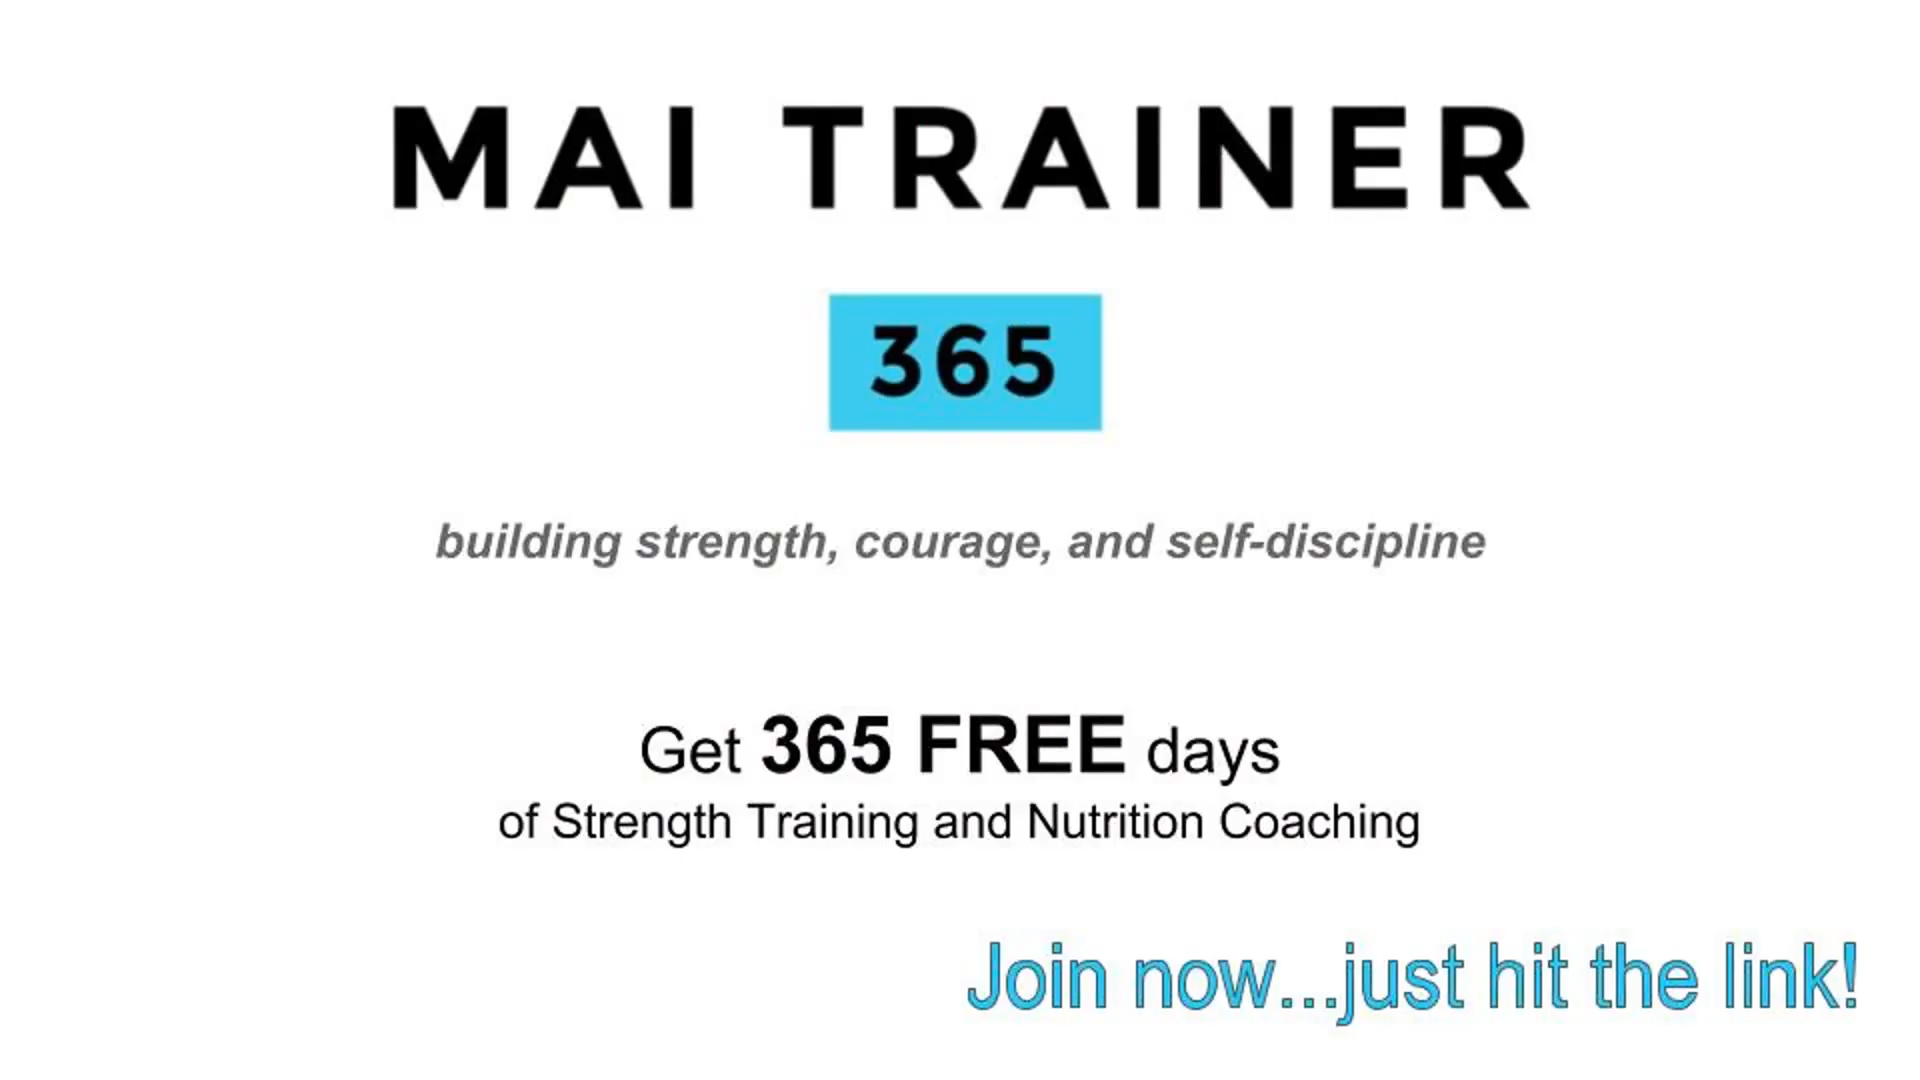 MAI TRAINER
365
building strength, courage, and self-discipline
Get 365 FREE days
of Strength Training and Nutrition Coaching
Join now...just hit the link!